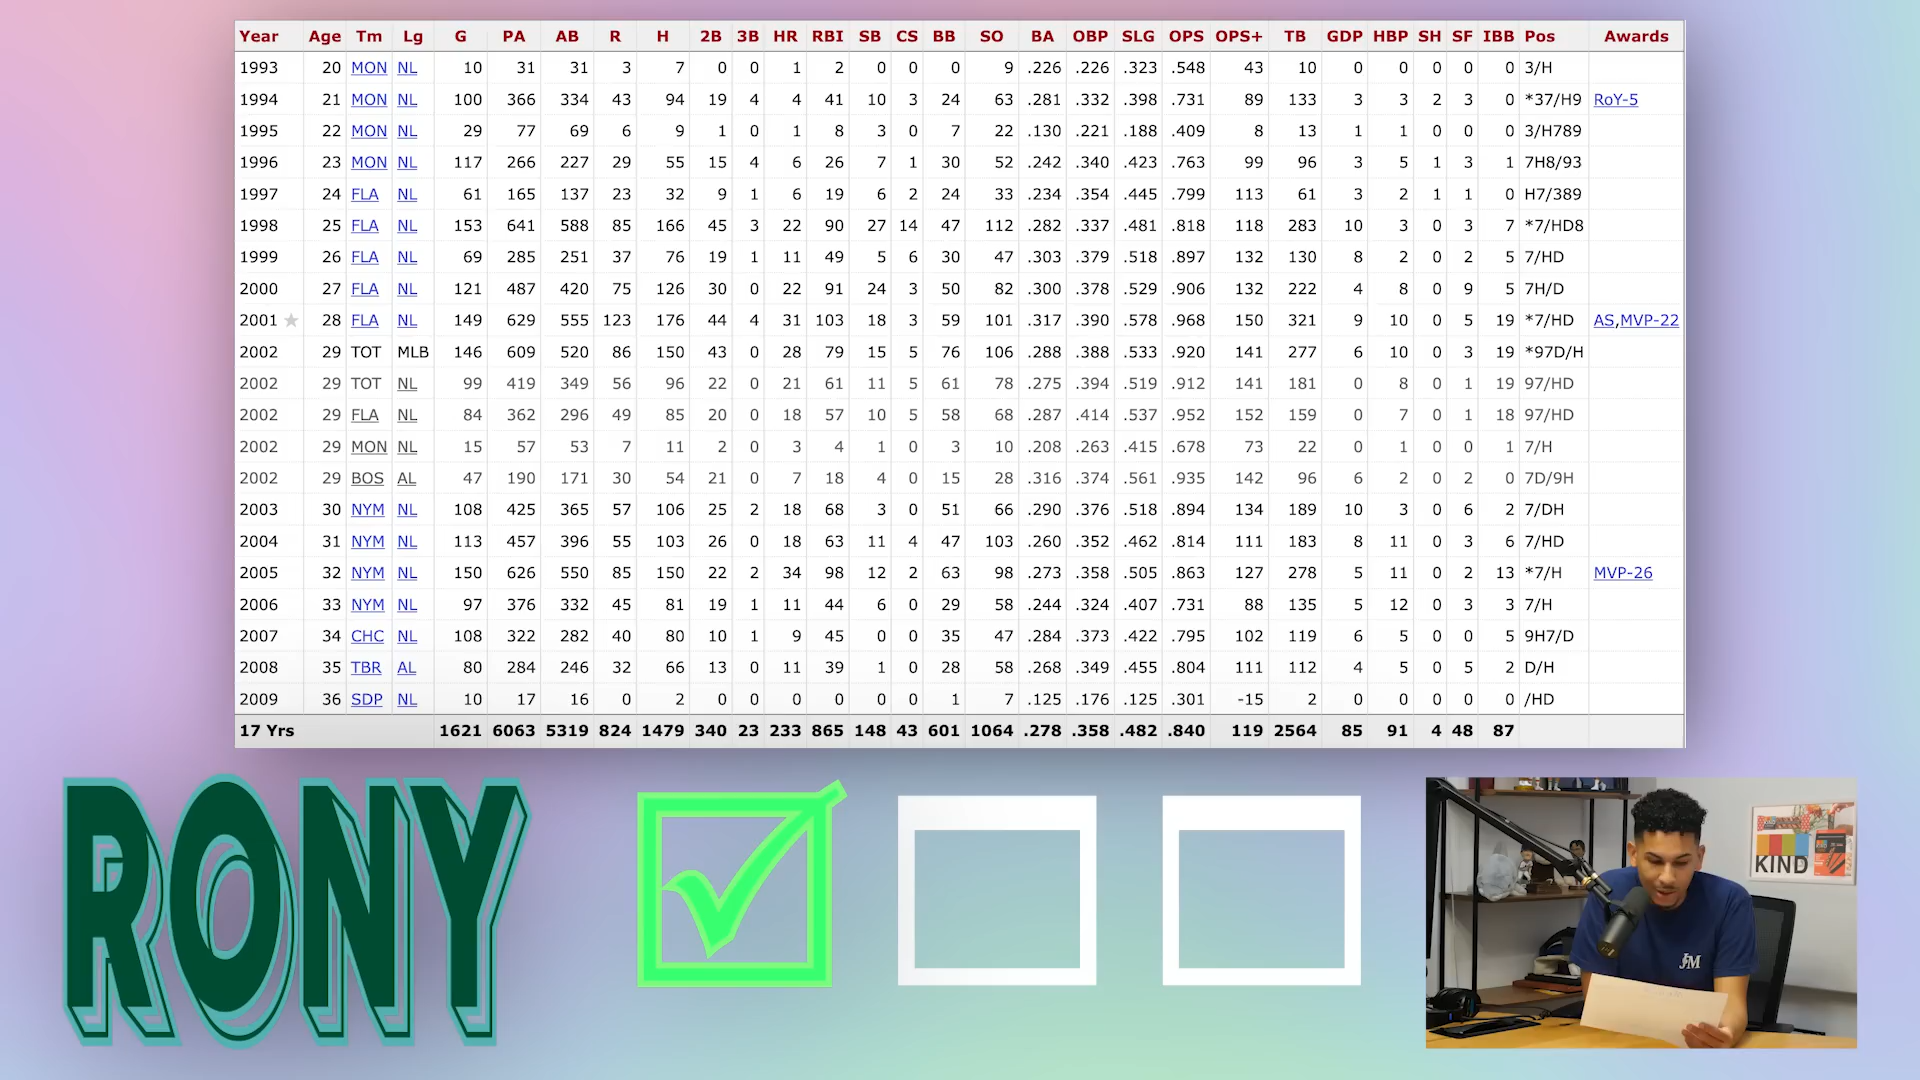 Year Age Tm Lg G PA AB R H 2B 3B HR RBI SB CS BB SO BA OBP SLG OPS OPS+ TB GDP HBP SH SF IBB Pos Awards
1993 20 MON NL 10 31 31 3 7 0 0 1 2 0 0 0 9 .226 .226 .323 .548 43 10 0 0 0 0 0 3/H
1994 21 MON NL 100 366 334 43 94 19 4 4 41 10 3 24 63 .281 .332 .398 .731 89 133 3 3 2 3 0 *37/H9 RoY-5
1995 22 MON NL 29 77 69 6 9 1 0 1 8 3 0 7 22 .130 .221 .188 .409 8 13 1 1 0 0 0 3/H789
1996 23 MON NL 117 266 227 29 55 15 4 6 26 7 1 30 52 .242 .340 .423 .763 99 96 3 5 1 3 1 7H8/93
1997 24 FLA NL 61 165 137 23 32 9 1 6 19 6 2 24 33 .234 .354 .445 .799 113 61 3 2 1 1 0 H7/389
1998 25 FLA NL 153 641 588 85 166 45 3 22 90 27 14 47 112 .282 .337 .481 .818 118 283 10 3 0 3 7 *7/HD8
1999 26 FLA NL 69 285 251 37 76 19 1 11 49 5 6 30 47 .303 .379 .518 .897 132 130 8 2 0 2 5 7/HD
2000 27 FLA NL 121 487 420 75 126 30 0 22 91 24 3 50 82 .300 .378 .529 .906 132 222 4 8 0 9 5 7H/D
2001 ★ 28 FLA NL 149 629 555 123 176 44 4 31 103 18 3 59 101 .317 .390 .578 .968 150 321 9 10 0 5 19 *7/HD AS,MVP-22
2002 29 TOT MLB 146 609 520 86 150 43 0 28 79 15 5 76 106 .288 .388 .533 .920 141 277 6 10 0 3 19 *97D/H
2002 29 TOT NL 99 419 349 56 96 22 0 21 61 11 5 61 78 .275 .394 .519 .912 141 181 0 8 0 1 19 97/HD
2002 29 FLA NL 84 362 296 49 85 20 0 18 57 10 5 58 68 .287 .414 .537 .952 152 159 0 7 0 1 18 97/HD
2002 29 MON NL 15 57 53 7 11 2 0 3 4 1 0 3 10 .208 .263 .415 .678 73 22 0 1 0 0 1 7/H
2002 29 BOS AL 47 190 171 30 54 21 0 7 18 4 0 15 28 .316 .374 .561 .935 142 96 6 2 0 2 0 7D/9H
2003 30 NYM NL 108 425 365 57 106 25 2 18 68 3 0 51 66 .290 .376 .518 .894 134 189 10 3 0 6 2 7/DH
2004 31 NYM NL 113 457 396 55 103 26 0 18 63 11 4 47 103 .260 .352 .462 .814 111 183 8 11 0 3 6 7/HD
2005 32 NYM NL 150 626 550 85 150 22 2 34 98 12 2 63 98 .273 .358 .505 .863 127 278 5 11 0 2 13 *7/H MVP-26
2006 33 NYM NL 97 376 332 45 81 19 1 11 44 6 0 29 58 .244 .324 .407 .731 88 135 5 12 0 3 3 7/H
2007 34 CHC NL 108 322 282 40 80 10 1 9 45 0 0 35 47 .284 .373 .422 .795 102 119 6 5 0 0 5 9H7/D
2008 35 TBR AL 80 284 246 32 66 13 0 11 39 1 0 28 58 .268 .349 .455 .804 111 112 4 5 0 5 2 D/H
2009 36 SDP NL 10 17 16 0 2 0 0 0 0 0 0 1 7 .125 .176 .125 .301 -15 2 0 0 0 0 0 /HD
17 Yrs 1621 6063 5319 824 1479 340 23 233 865 148 43 601 1064 .278 .358 .482 .840 119 2564 85 91 4 48 87
RONY
KIND
JM